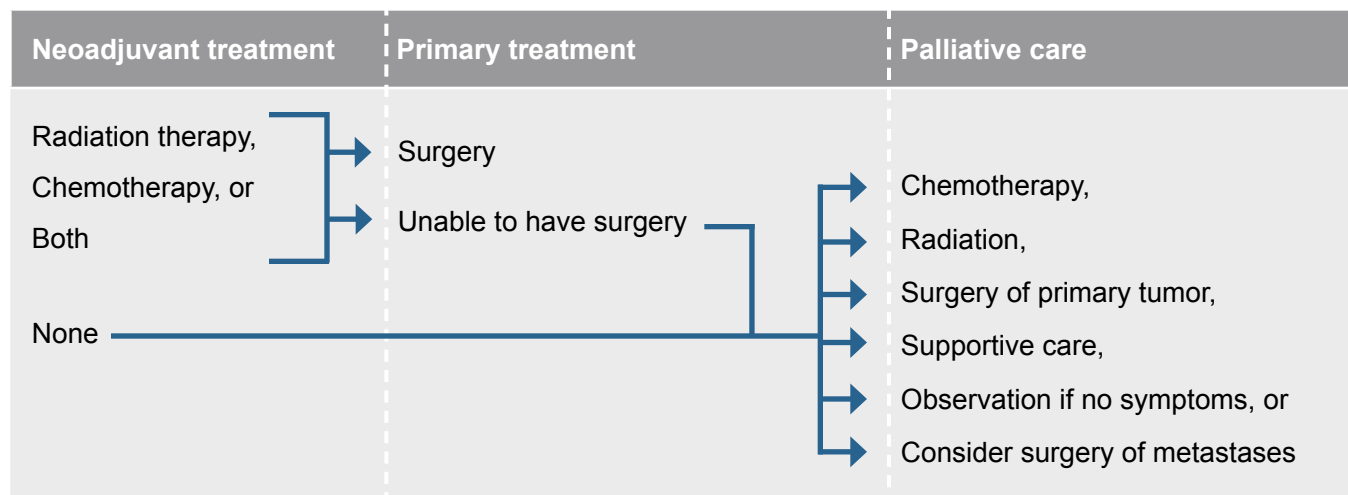 Neoadjuvant treatment
Primary treatment
Palliative care
Radiation therapy,
Chemotherapy, or
Both
None
Surgery
Unable to have surgery
Chemotherapy,
Radiation,
Surgery of primary tumor,
Supportive care,
Observation if no symptoms, or
Consider surgery of metastases